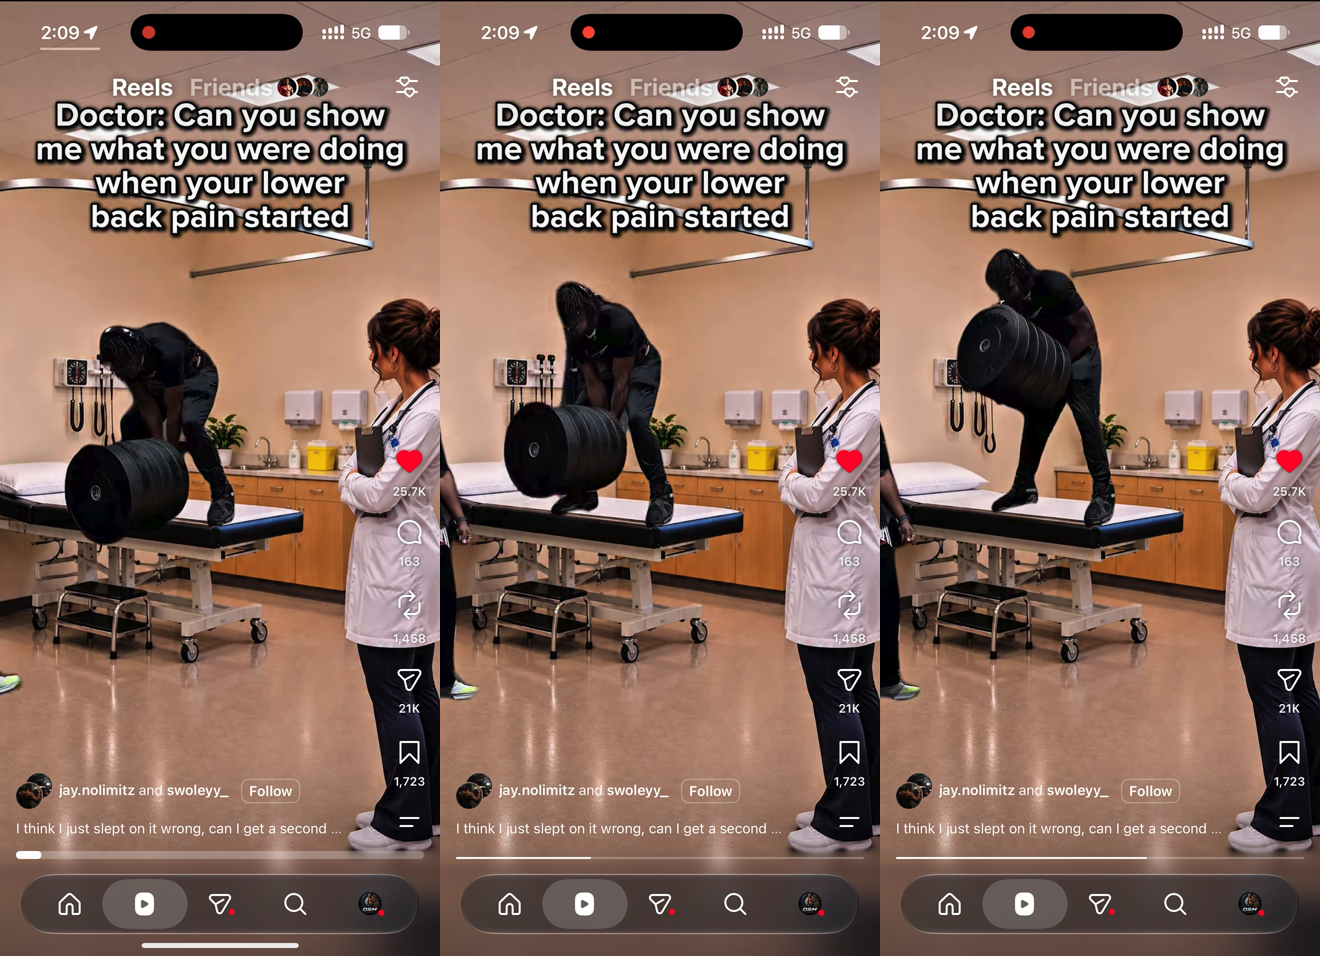 2:09
5G
Reels Friends
Doctor: Can you show
me what you were doing
when your lower
back pain started
25.7K
163
1,458
21K
1,723
jay.nolimitz and swoleyy_ Follow
I think I just slept on it wrong, can I get a second ...
2:09
5G
Reels Friends
Doctor: Can you show
me what you were doing
when your lower
back pain started
25.7K
163
1,458
21K
1,723
jay.nolimitz and swoleyy_ Follow
I think I just slept on it wrong, can I get a second ...
2:09
5G
Reels Friends
Doctor: Can you show
me what you were doing
when your lower
back pain started
25.7K
163
1,458
21K
1,723
jay.nolimitz and swoleyy_ Follow
I think I just slept on it wrong, can I get a second ...